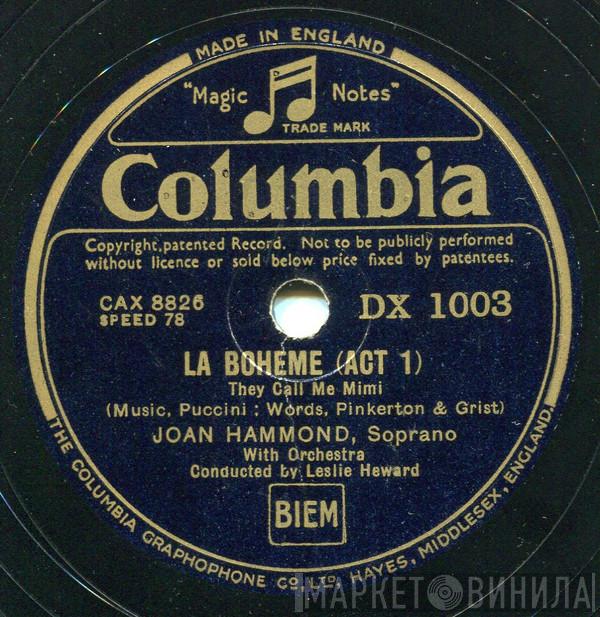 MADE IN ENGLAND
"Magic Notes"
TRADE MARK
Columbia
Copyright, patented Record. Not to be publicly performed
without licence or sold below price fixed by patentees.
CAX 8826
SPEED 78
DX 1003
LA BOHEME (ACT 1)
They Call Me Mimi
(Music, Puccini : Words, Pinkerton & Grist)
JOAN HAMMOND, Soprano
With Orchestra
Conducted by Leslie Heward
BIEM
THE COLUMBIA GRAPHOPHONE CO., LTD., HAYES, MIDDLESEX, ENGLAND.
МАРКЕТ ВИНИЛА